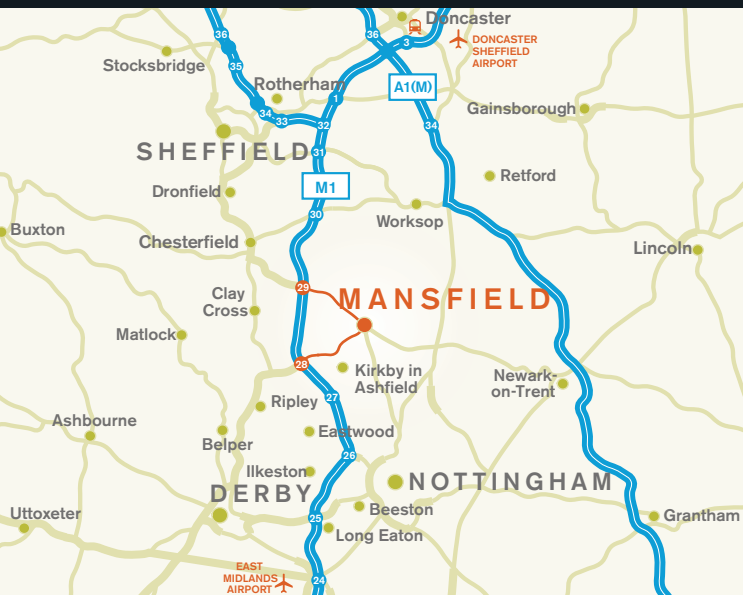 36
36
Doncaster
3
DONCASTER
SHEFFIELD
AIRPORT
Stocksbridge
35
Rotherham
A1(M)
1
Gainsborough
34
33
32
34
SHEFFIELD
31
Retford
M1
Dronfield
30
Worksop
Buxton
Chesterfield
Lincoln
29
Clay
Cross
MANSFIELD
Matlock
28
Kirkby in
Ashfield
Newark-
on-Trent
27
Ripley
Ashbourne
Eastwood
Belper
26
Ilkeston
NOTTINGHAM
DERBY
Beeston
Uttoxeter
25
Grantham
Long Eaton
EAST
MIDLANDS
AIRPORT
24